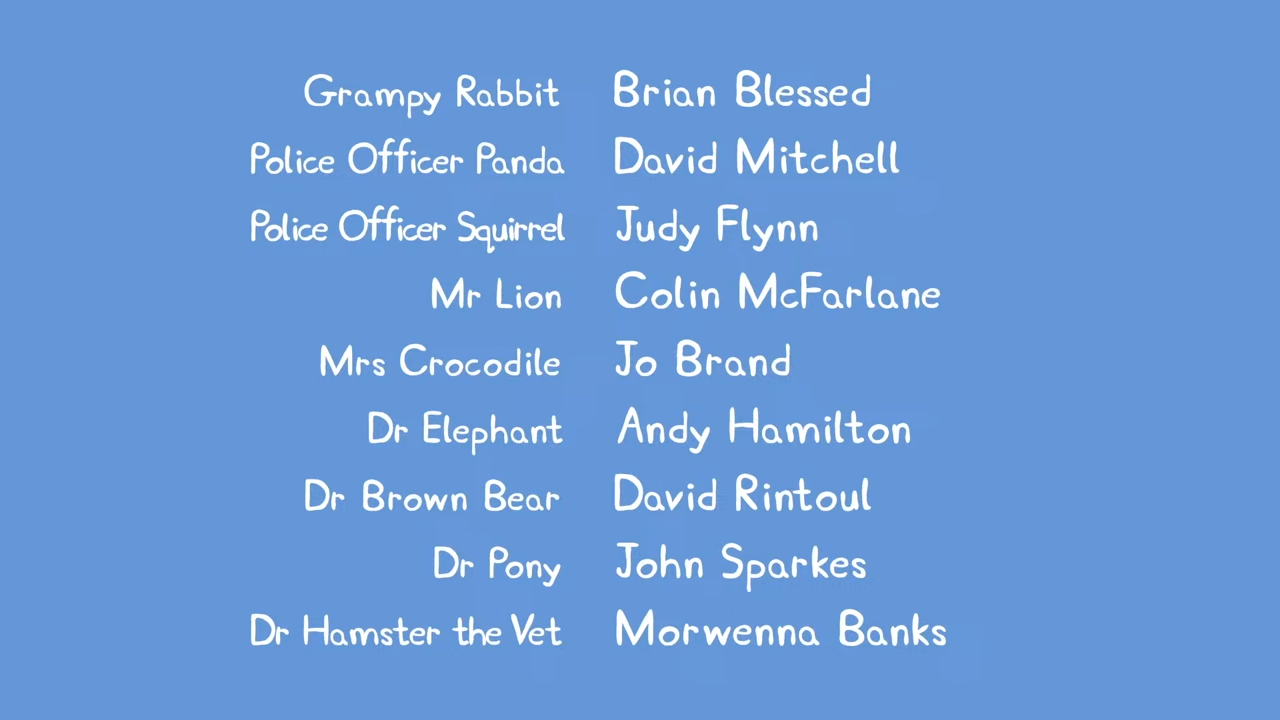 Grampy Rabbit Brian Blessed
Police Officer Panda David Mitchell
Police Officer Squirrel Judy Flynn
Mr Lion Colin McFarlane
Mrs Crocodile Jo Brand
Dr Elephant Andy Hamilton
Dr Brown Bear David Rintoul
Dr Pony John Sparkes
Dr Hamster the Vet Morwenna Banks